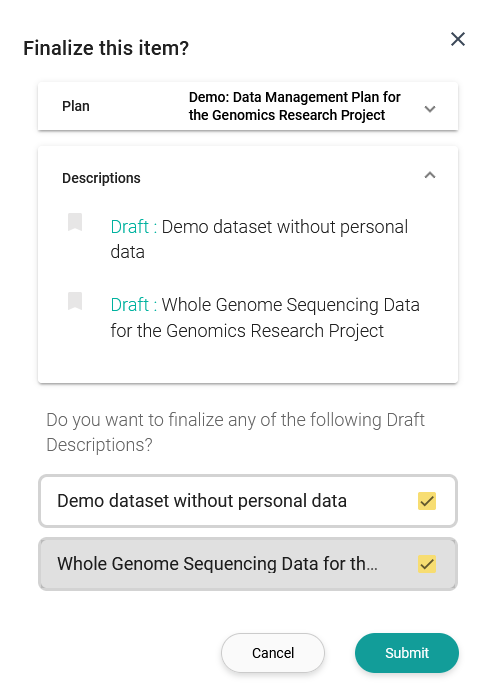 Finalize this item?
Plan
Demo: Data Management Plan for
the Genomics Research Project
Descriptions
Draft : Demo dataset without personal
data
Draft : Whole Genome Sequencing Data
for the Genomics Research Project
Do you want to finalize any of the following Draft
Descriptions?
Demo dataset without personal data
Whole Genome Sequencing Data for th...
Cancel
Submit